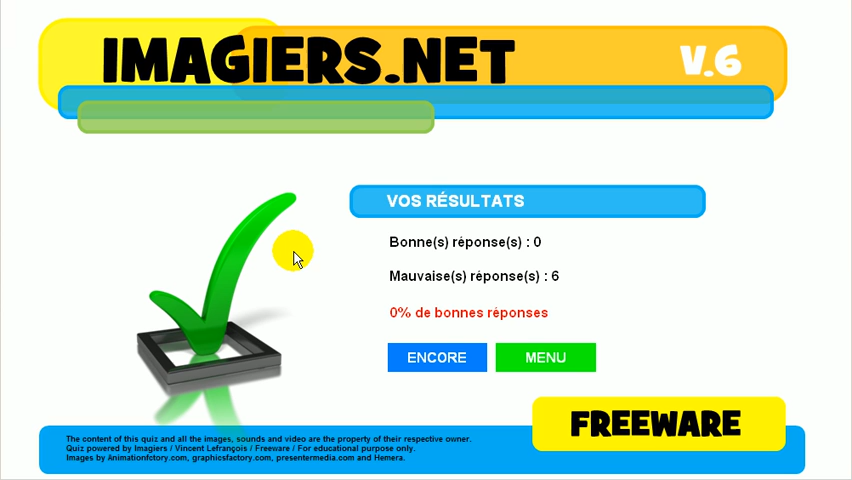 IMAGIERS.NET
V.6
VOS RÉSULTATS
Bonne(s) réponse(s) : 0
Mauvaise(s) réponse(s) : 6
0% de bonnes réponses
ENCORE
MENU
FREEWARE
The content of this quiz and all the images, sounds and video are the property of their respective owner.
Quiz powered by Imagiers / Vincent Lefrançois / Freeware / For educational purpose only.
Images by Animationfctory.com, graphicsfactory.com, presentermedia.com and Hemera.